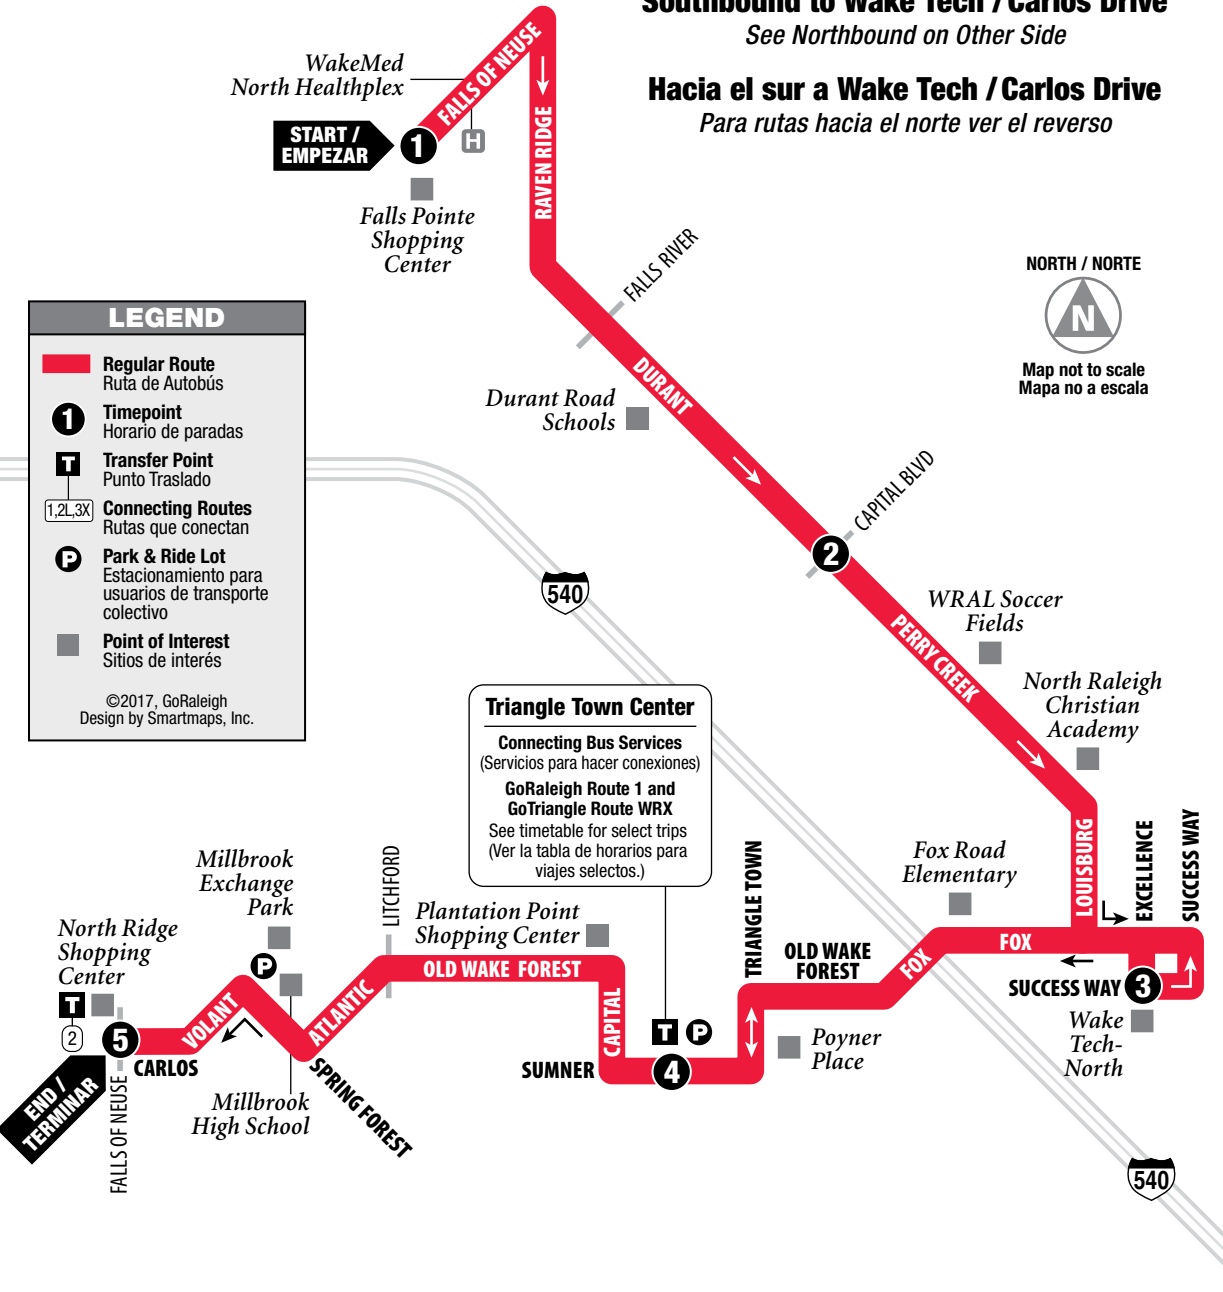 Southbound to Wake Tech / Carlos Drive
See Northbound on Other Side
Hacia el sur a Wake Tech / Carlos Drive
Para rutas hacia el norte ver el reverso
WakeMed
North Healthplex
FALLS OF NEUSE
H
START /
EMPEZAR
1
RAVEN RIDGE
Falls Pointe
Shopping
Center
FALLS RIVER
NORTH / NORTE
N
Map not to scale
Mapa no a escala
LEGEND
Regular Route
Ruta de Autobús
1
Timepoint
Horario de paradas
T
Transfer Point
Punto Traslado
1,2L,3X
Connecting Routes
Rutas que conectan
P
Park & Ride Lot
Estacionamiento para
usuarios de transporte
colectivo
Point of Interest
Sitios de interés
©2017, GoRaleigh
Design by Smartmaps, Inc.
DURANT
Durant Road
Schools
CAPITAL BLVD
2
540
WRAL Soccer
Fields
PERRY CREEK
North Raleigh
Christian
Academy
Triangle Town Center
Connecting Bus Services
(Servicios para hacer conexiones)
GoRaleigh Route 1 and
GoTriangle Route WRX
See timetable for select trips
(Ver la tabla de horarios para
viajes selectos.)
LOUISBURG
EXCELLENCE
SUCCESS WAY
Fox Road
Elementary
FOX
SUCCESS WAY
3
Wake
Tech-
North
FOX
OLD WAKE
FOREST
TRIANGLE TOWN
Poyner
Place
T
P
4
SUMNER
CAPITAL
Plantation Point
Shopping Center
OLD WAKE FOREST
LITCHFORD
ATLANTIC
SPRING FOREST
Millbrook
Exchange
Park
P
Millbrook
High School
VOLANT
CARLOS
North Ridge
Shopping
Center
T
2
5
FALLS OF NEUSE
END /
TERMINAR
540